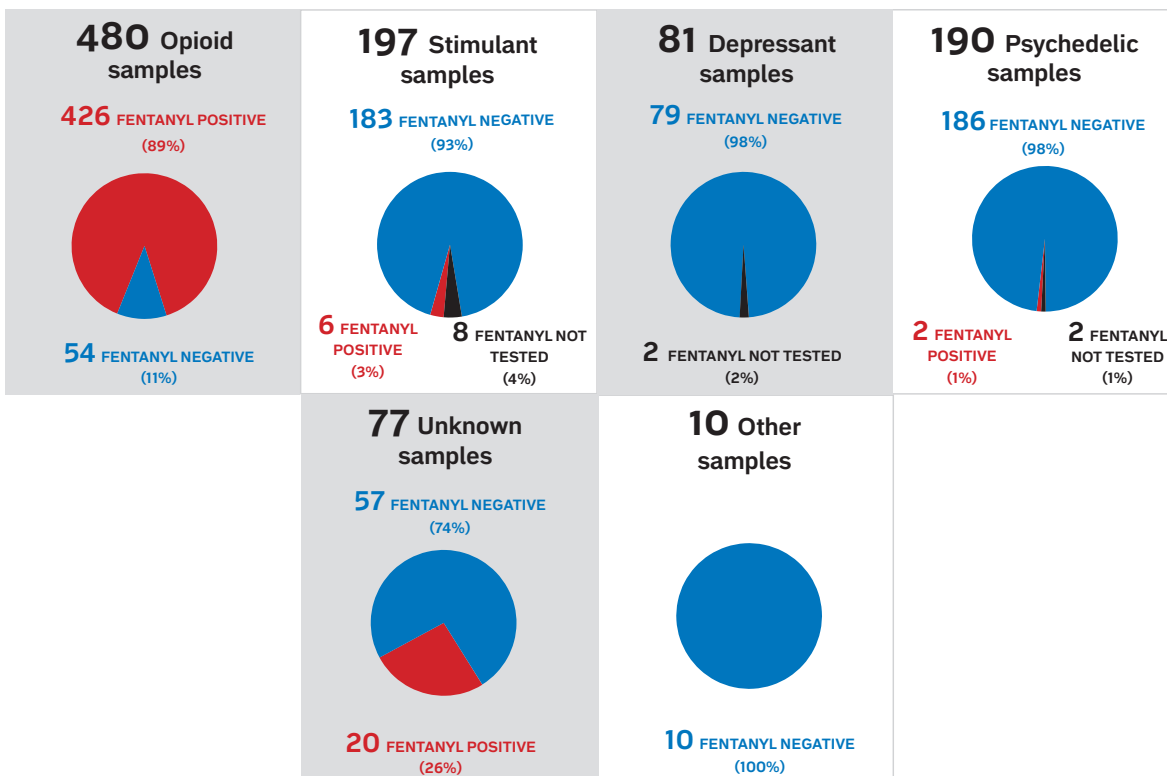 480 Opioid
samples
426 FENTANYL POSITIVE
(89%)
54 FENTANYL NEGATIVE
(11%)
197 Stimulant
samples
183 FENTANYL NEGATIVE
(93%)
6 FENTANYL
POSITIVE
(3%)
8 FENTANYL NOT
TESTED
(4%)
81 Depressant
samples
79 FENTANYL NEGATIVE
(98%)
2 FENTANYL NOT TESTED
(2%)
190 Psychedelic
samples
186 FENTANYL NEGATIVE
(98%)
2 FENTANYL
POSITIVE
(1%)
2 FENTANYL
NOT TESTED
(1%)
77 Unknown
samples
57 FENTANYL NEGATIVE
(74%)
20 FENTANYL POSITIVE
(26%)
10 Other
samples
10 FENTANYL NEGATIVE
(100%)